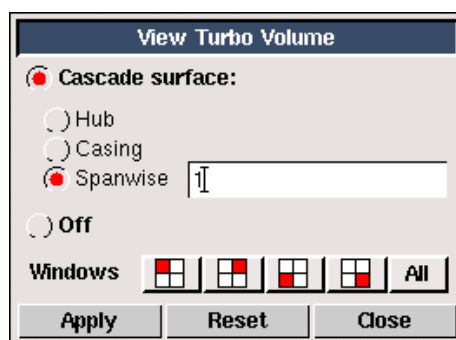 View Turbo Volume
Cascade surface:
Hub
Casing
Spanwise 1
Off
Windows All
Apply Reset Close